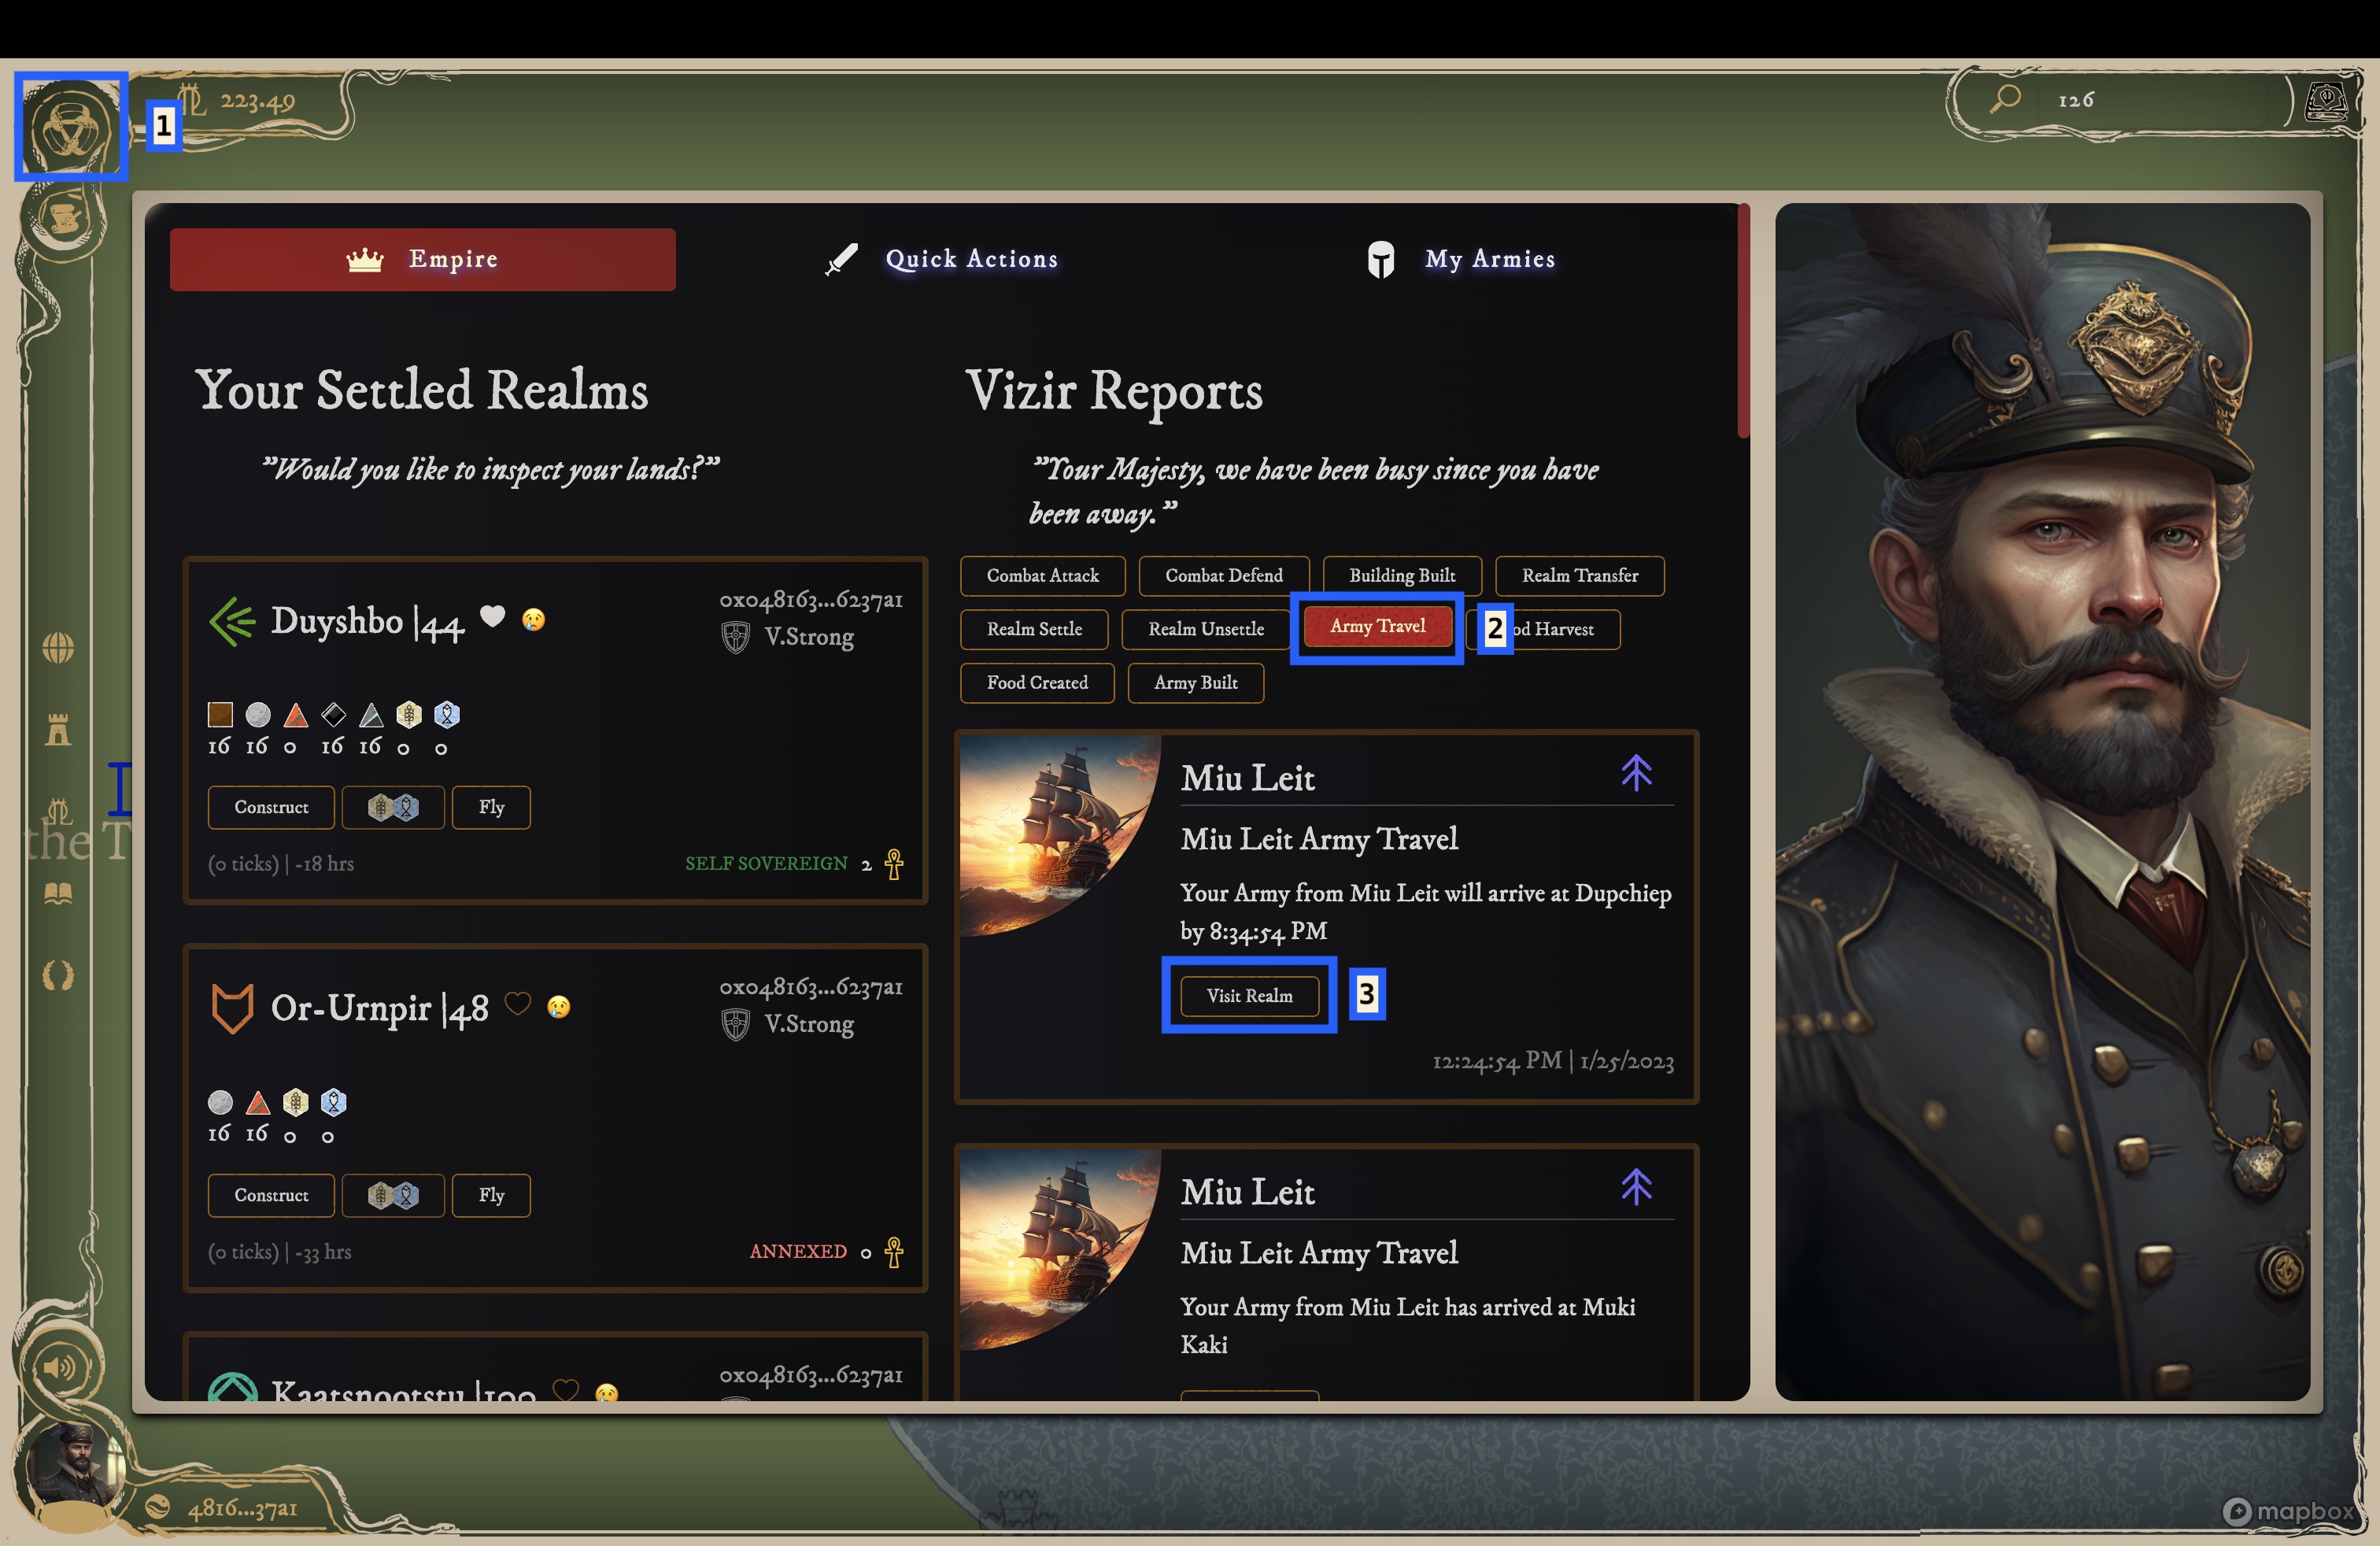 1
223.49
126
Empire
Quick Actions
My Armies
Your Settled Realms
"Would you like to inspect your lands?"
Duyshbo |44
0x048163...6237a1
V.Strong
16 16 0 16 16 0 0
Construct
Fly
(0 ticks) | -18 hrs
SELF SOVEREIGN 2
Or-Urnpir |48
0x048163...6237a1
V.Strong
16 16 0 0
Construct
Fly
(0 ticks) | -33 hrs
ANNEXED 0
Kaatsnootstu |100
0x048163...6237a1
Vizir Reports
"Your Majesty, we have been busy since you have
been away."
Combat Attack
Combat Defend
Building Built
Realm Transfer
Realm Settle
Realm Unsettle
Army Travel
2
od Harvest
Food Created
Army Built
Miu Leit
Miu Leit Army Travel
Your Army from Miu Leit will arrive at Dupchiep
by 8:34:54 PM
Visit Realm
3
12:24:54 PM | 1/25/2023
Miu Leit
Miu Leit Army Travel
Your Army from Miu Leit has arrived at Muki
Kaki
the T
4816...37a1
mapbox